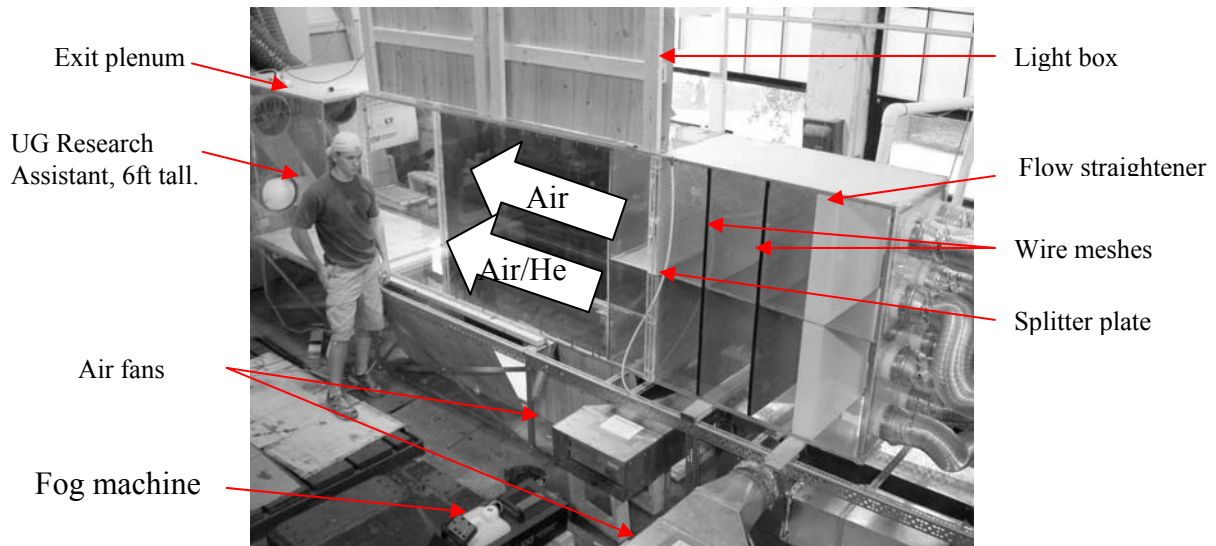 Exit plenum
UG Research
Assistant, 6ft tall.
Air fans
Fog machine
Air
Air/He
Light box
Flow straightener
Wire meshes
Splitter plate